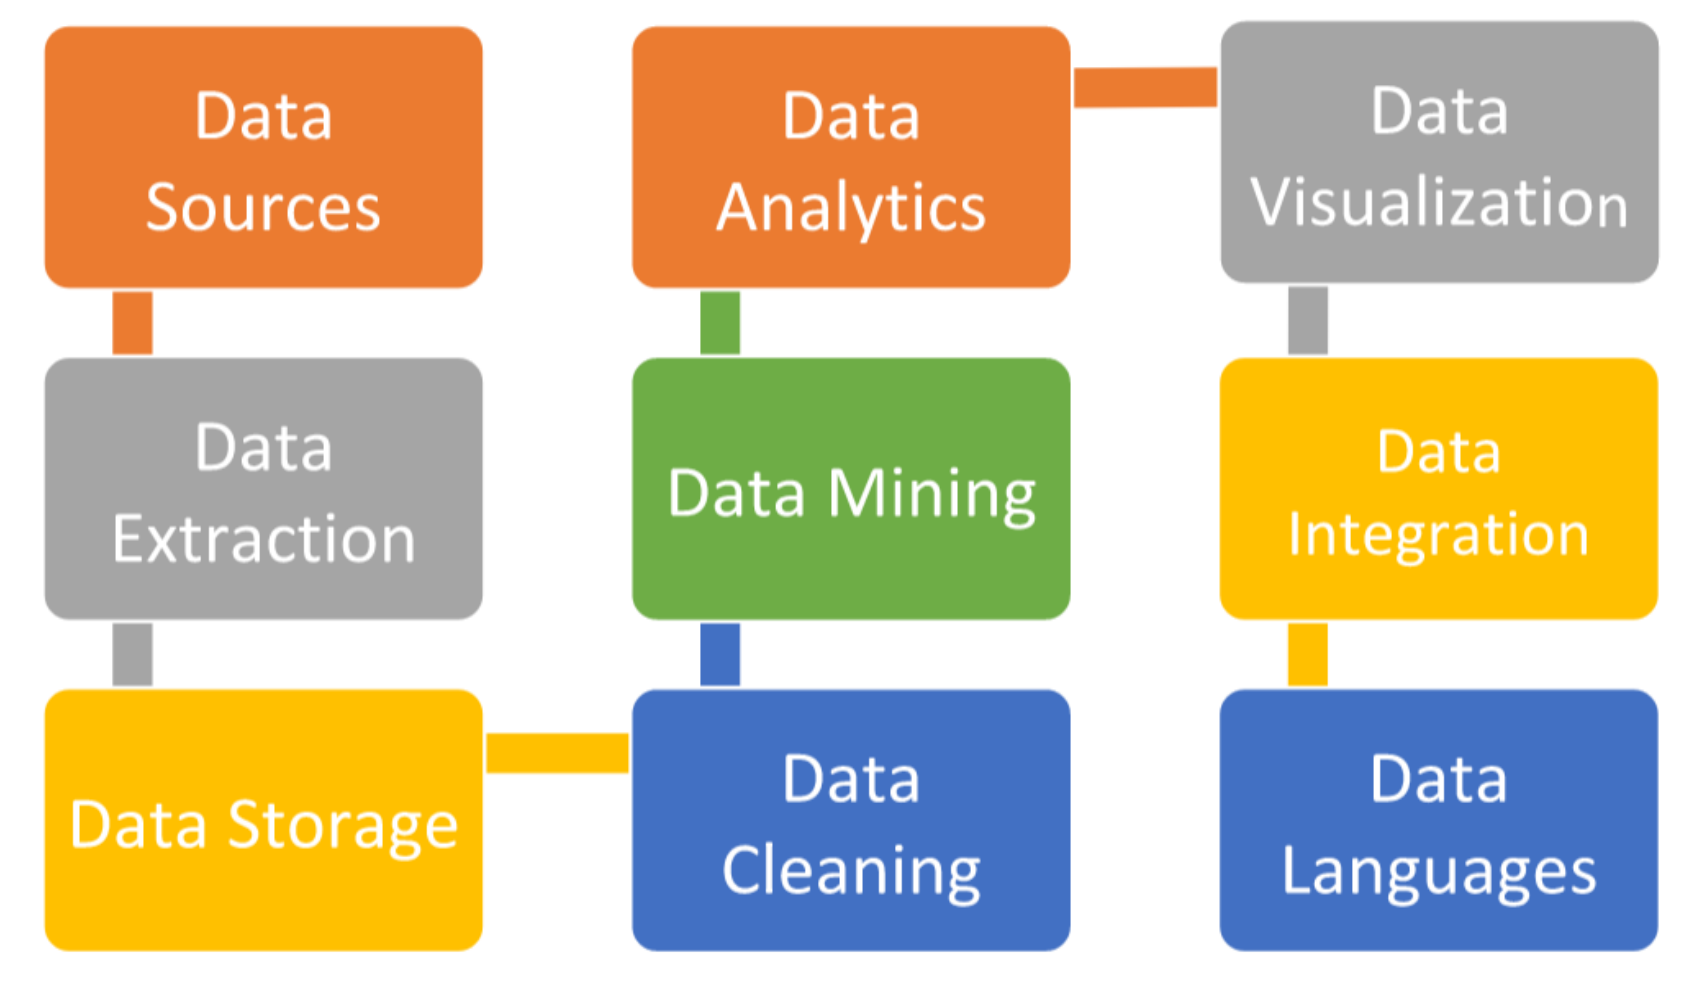 Data
Sources
Data
Extraction
Data Storage
Data
Cleaning
Data Mining
Data
Analytics
Data
Visualization
Data
Integration
Data
Languages